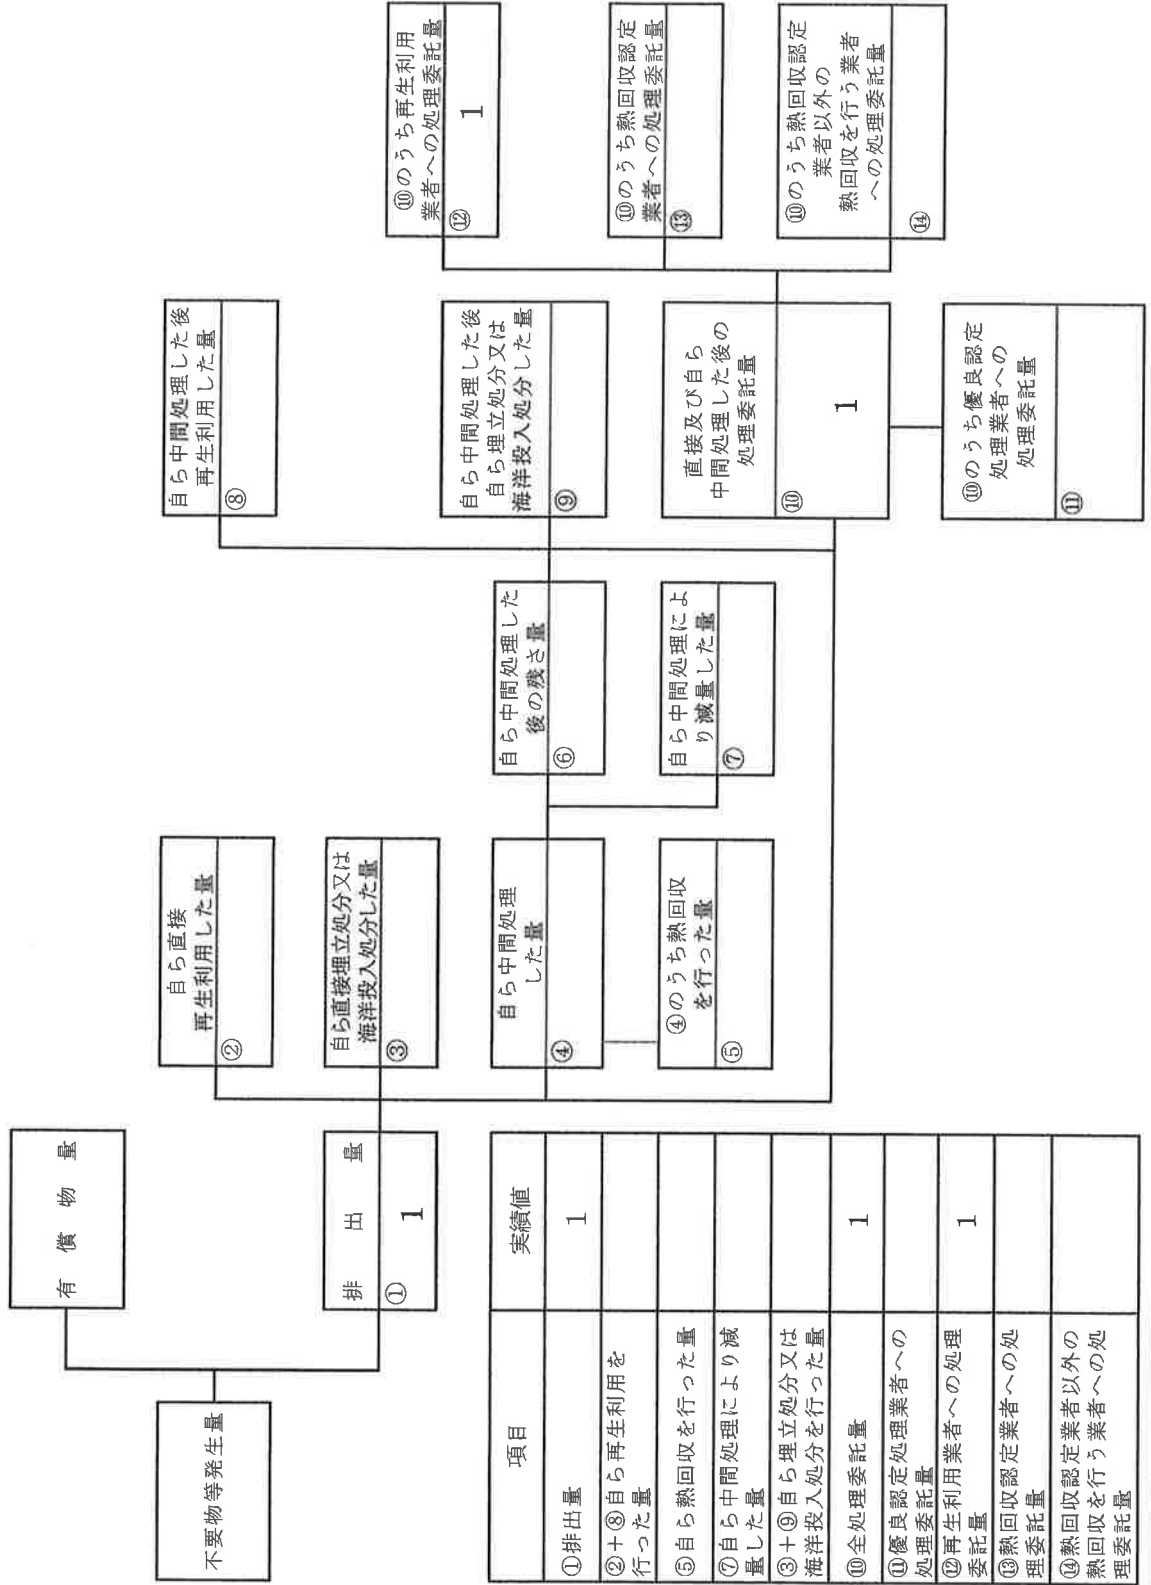 不要物等発生量
有償物量
排出量
①
1
自ら直接
再生利用した量
②
自ら直接埋立処分又は
海洋投入処分した量
③
自ら中間処理
した量
④
④のうち熱回収
を行った量
⑤
自ら中間処理した
後の残さ量
⑥
自ら中間処理によ
り減量した量
⑦
自ら中間処理した後
再生利用した量
⑧
自ら中間処理した後
自ら埋立処分又は
海洋投入処分した量
⑨
直接及び自ら
中間処理した後の
処理委託量
⑩
1
⑩のうち優良認定
処理業者への
処理委託量
⑪
⑩のうち再生利用
業者への処理委託量
⑫
1
⑩のうち熱回収認定
業者への処理委託量
⑬
⑩のうち熱回収認定
業者以外の
熱回収を行う業者
への処理委託量
⑭
項目 実績値
①排出量 1
②+⑧自ら再生利用を
行った量
⑤自ら熱回収を行った量
⑦自ら中間処理により減
量した量
③+⑨自ら埋立処分又は
海洋投入処分を行った量
⑩全処理委託量 1
⑪優良認定処理業者への
処理委託量
⑫再生利用業者への処理
委託量 1
⑬熱回収認定業者への処
理委託量
⑭熱回収認定業者以外の
熱回収を行う業者への処
理委託量